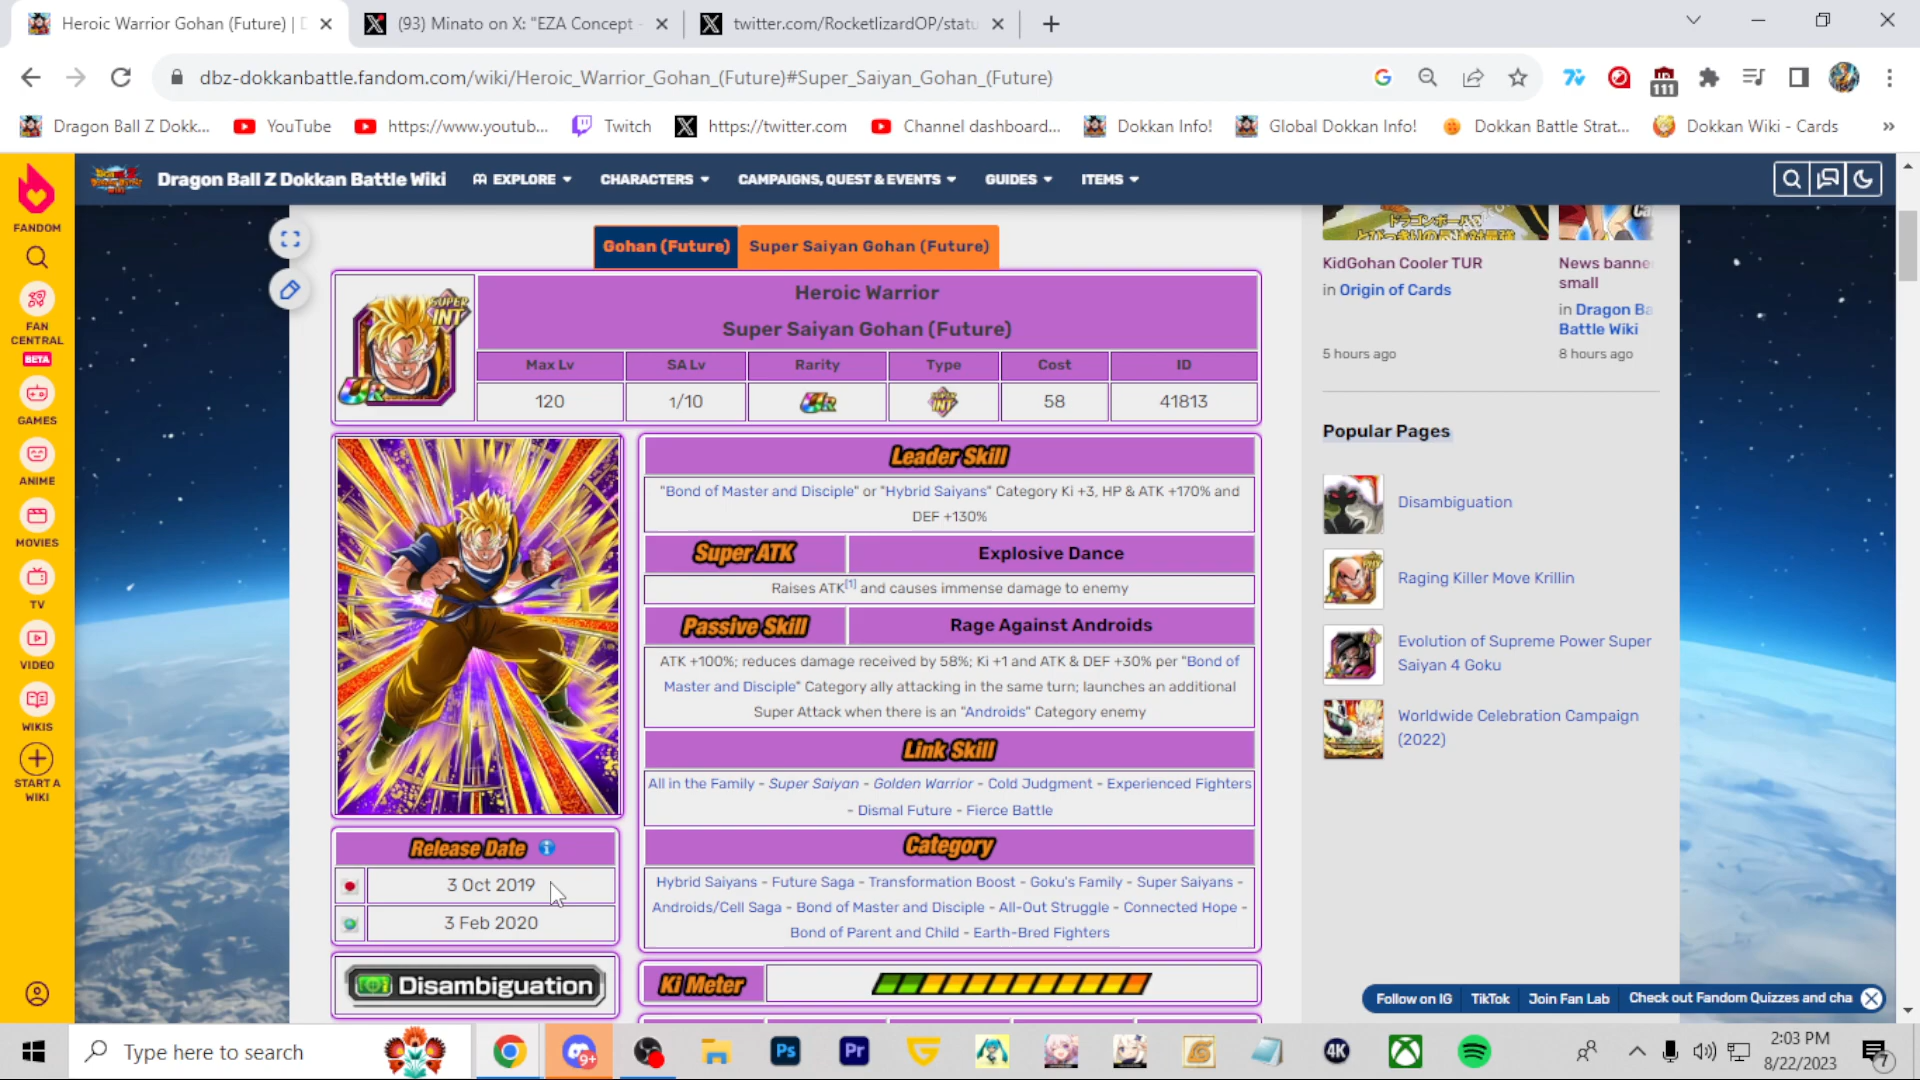 Heroic Warrior Gohan (Future) | D
(93) Minato on X: "EZA Concept -
twitter.com/RocketlizardOP/statu
dbz-dokkanbattle.fandom.com/wiki/Heroic_Warrior_Gohan_(Future)#Super_Saiyan_Gohan_(Future)
111
Dragon Ball Z Dokk...
YouTube
https://www.youtub...
Twitch
https://twitter.com
Channel dashboard...
Dokkan Info!
Global Dokkan Info!
Dokkan Battle Strat...
Dokkan Wiki - Cards
»
Dragon Ball Z Dokkan Battle Wiki
EXPLORE
CHARACTERS
CAMPAIGNS, QUEST & EVENTS
GUIDES
ITEMS
FANDOM
FAN CENTRAL
BETA
GAMES
ANIME
MOVIES
TV
VIDEO
WIKIS
START A WIKI
Gohan (Future)
Super Saiyan Gohan (Future)
SUPER INT
UR
Heroic Warrior
Super Saiyan Gohan (Future)
Max Lv
SA Lv
Rarity
Type
Cost
ID
120
1/10
UR
SUPER INT
58
41813
Leader Skill
"Bond of Master and Disciple" or "Hybrid Saiyans" Category Ki +3, HP & ATK +170% and
DEF +130%
Super ATK
Explosive Dance
Raises ATK[1] and causes immense damage to enemy
Passive Skill
Rage Against Androids
ATK +100%; reduces damage received by 58%; Ki +1 and ATK & DEF +30% per "Bond of
Master and Disciple" Category ally attacking in the same turn; launches an additional
Super Attack when there is an "Androids" Category enemy
Link Skill
All in the Family - Super Saiyan - Golden Warrior - Cold Judgment - Experienced Fighters
- Dismal Future - Fierce Battle
Category
Hybrid Saiyans - Future Saga - Transformation Boost - Goku's Family - Super Saiyans -
Androids/Cell Saga - Bond of Master and Disciple - All-Out Struggle - Connected Hope -
Bond of Parent and Child - Earth-Bred Fighters
Ki Meter
Release Date
3 Oct 2019
3 Feb 2020
Disambiguation
KidGohan Cooler TUR
in Origin of Cards
5 hours ago
News banne
small
in Dragon Ba
Battle Wiki
8 hours ago
Popular Pages
Disambiguation
Raging Killer Move Krillin
Evolution of Supreme Power Super
Saiyan 4 Goku
Worldwide Celebration Campaign
(2022)
Follow on IG
TikTok
Join Fan Lab
Check out Fandom Quizzes and cha
Type here to search
9+
Ps
Pr
4K
2:03 PM
8/22/2023
7